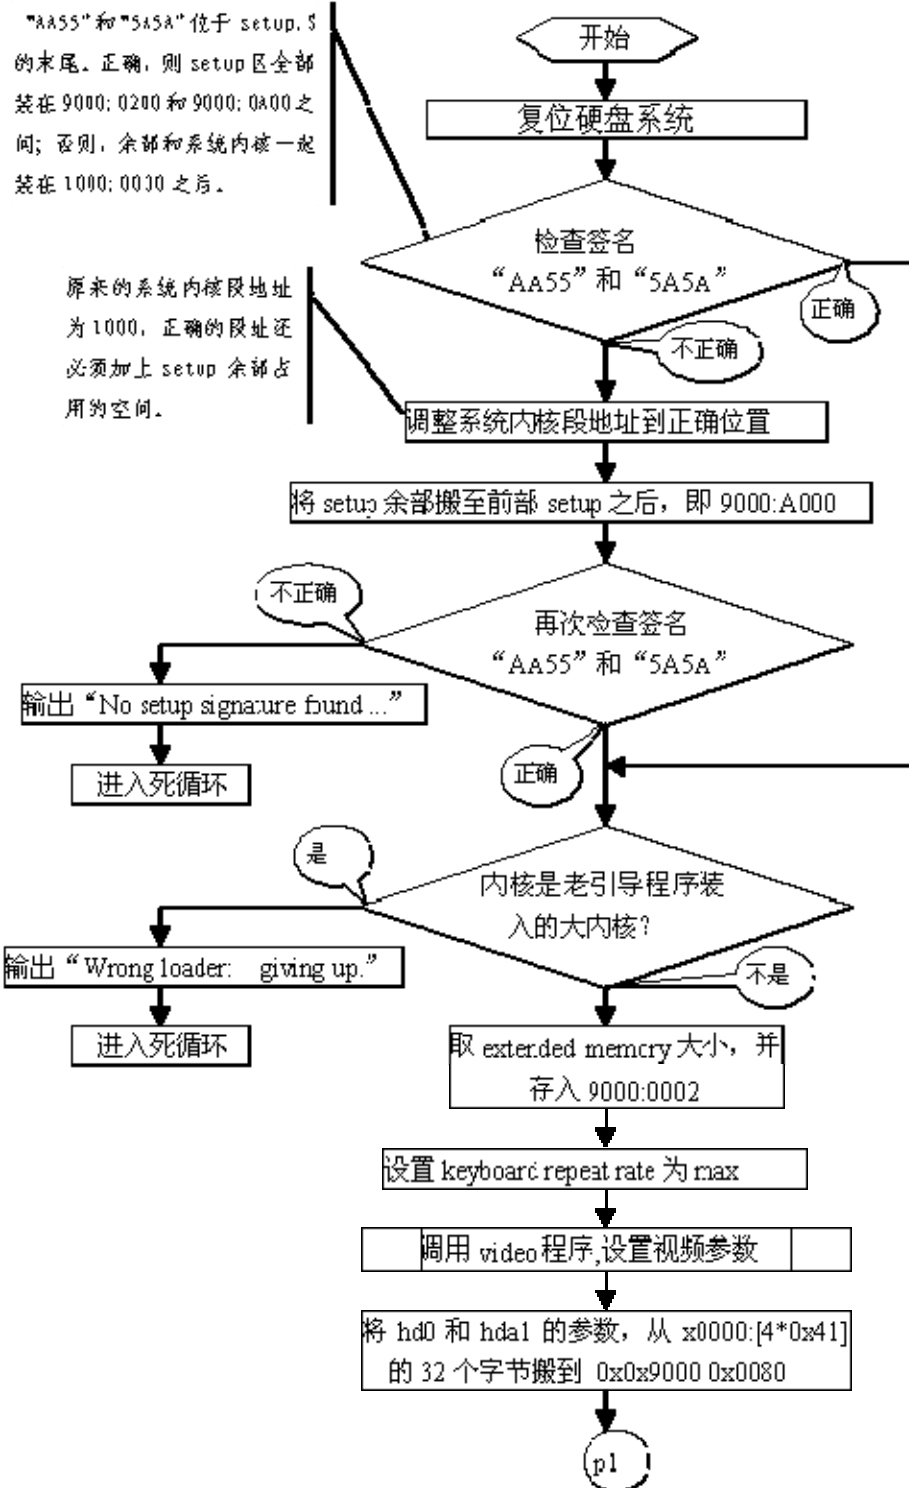 “AA55”和“5A5A”位于 setup.S
的末尾。正确，则 setup 区全部
装在 9000:0200 和 9000:0A00 之
间；否则，余部和系统内核一起
装在 1000:0000 之后。
开始
复位硬盘系统
检查签名
“AA55”和“5A5A”
正确
不正确
原来的系统内核段地址
为 1000，正确的段址还
必须加上 setup 余部占
用的空间。
调整系统内核段地址到正确位置
将 setup 余部搬至前部 setup 之后，即 9000:A000
不正确
再次检查签名
“AA55”和“5A5A”
输出“No setup signature found ...”
正确
进入死循环
是
内核是老引导程序装
入的大内核？
输出“Wrong loader: giving up.”
不是
进入死循环
取 extended memory 大小，并
存入 9000:0002
设置 keyboard repeat rate 为 max
调用 video 程序,设置视频参数
将 hd0 和 hda1 的参数，从 x0000:[4*0x41]
的 32 个字节搬到 0x0x9000 0x0080
p1